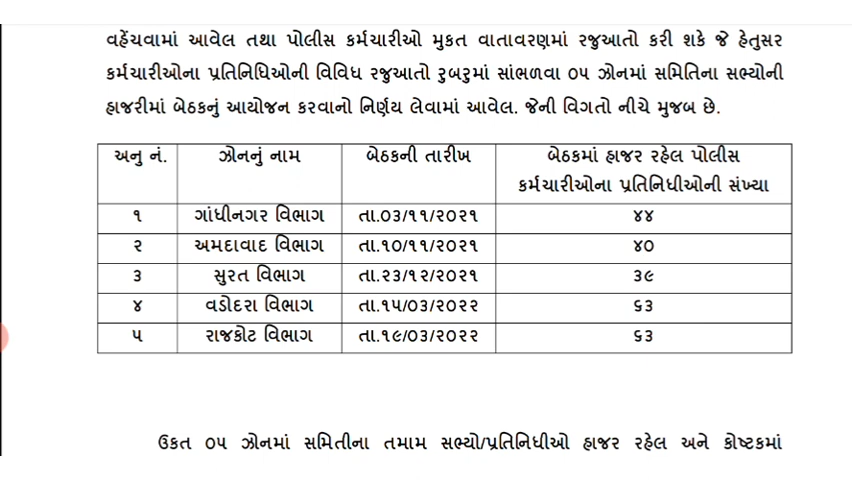 વહેંચવામાં આવેલ તથા પોલીસ કર્મચારીઓ મુકત વાતાવરણમાં રજુઆતો કરી શકે જે હેતુસર
કર્મચારીઓના પ્રતિનિધિઓની વિવિધ રજુઆતો રુબરુમાં સાંભળવા ૦૫ ઝોનમાં સમિતિના સભ્યોની
હાજરીમાં બેઠકનું આયોજન કરવાનો નિર્ણય લેવામાં આવેલ. જેની વિગતો નીચે મુજબ છે.
અનુ નં. ઝોનનું નામ બેઠકની તારીખ બેઠકમાં હાજર રહેલ પોલીસ
કર્મચારીઓના પ્રતિનિધીઓની સંખ્યા
૧ ગાંધીનગર વિભાગ તા.૦૩/૧૧/૨૦૨૧ ૪૪
૨ અમદાવાદ વિભાગ તા.૧૦/૧૧/૨૦૨૧ ૪૦
૩ સુરત વિભાગ તા.૨૩/૧૨/૨૦૨૧ ૩૯
૪ વડોદરા વિભાગ તા.૧૫/૦૩/૨૦૨૨ ૬૩
૫ રાજકોટ વિભાગ તા.૧૯/૦૩/૨૦૨૨ ૬૩
ઉકત ૦૫ ઝોનમાં સમિતીના તમામ સભ્યો/પ્રતિનિધીઓ હાજર રહેલ અને કોષ્ટકમાં